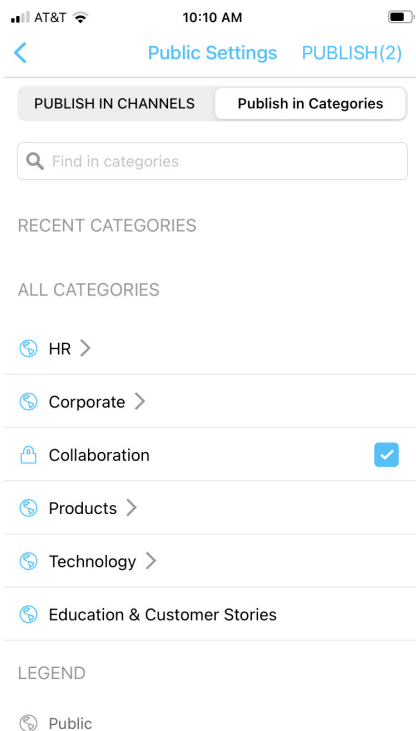 AT&T 10:10 AM
Public Settings PUBLISH(2)
PUBLISH IN CHANNELS Publish in Categories
Find in categories
RECENT CATEGORIES
ALL CATEGORIES
HR
Corporate
Collaboration
Products
Technology
Education & Customer Stories
LEGEND
Public